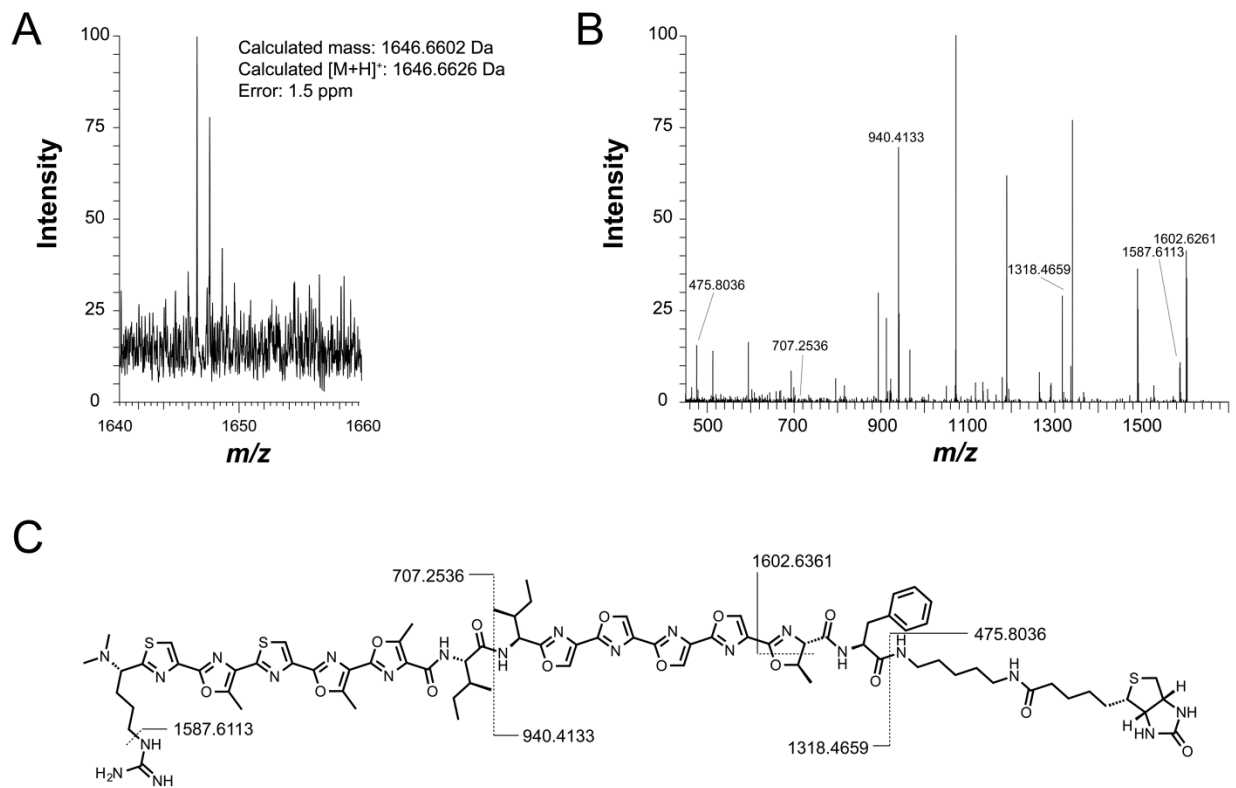 A
100
75
50
25
0
Intensity
1640
1650
1660
m/z
Calculated mass: 1646.6602 Da
Calculated [M+H]+: 1646.6626 Da
Error: 1.5 ppm
B
100
75
50
25
0
Intensity
500
700
900
1100
1300
1500
m/z
475.8036
707.2536
940.4133
1318.4659
1587.6113
1602.6261
C
707.2536
1602.6361
475.8036
1587.6113
940.4133
1318.4659
S
N
O
N
S
N
O
N
O
N
H
N
O
O
N
H
N
O
O
N
N
O
O
N
N
O
O
N
H
O
N
H
H
N
O
S
H
H
NH
HN
O
N
NH
H2N
NH